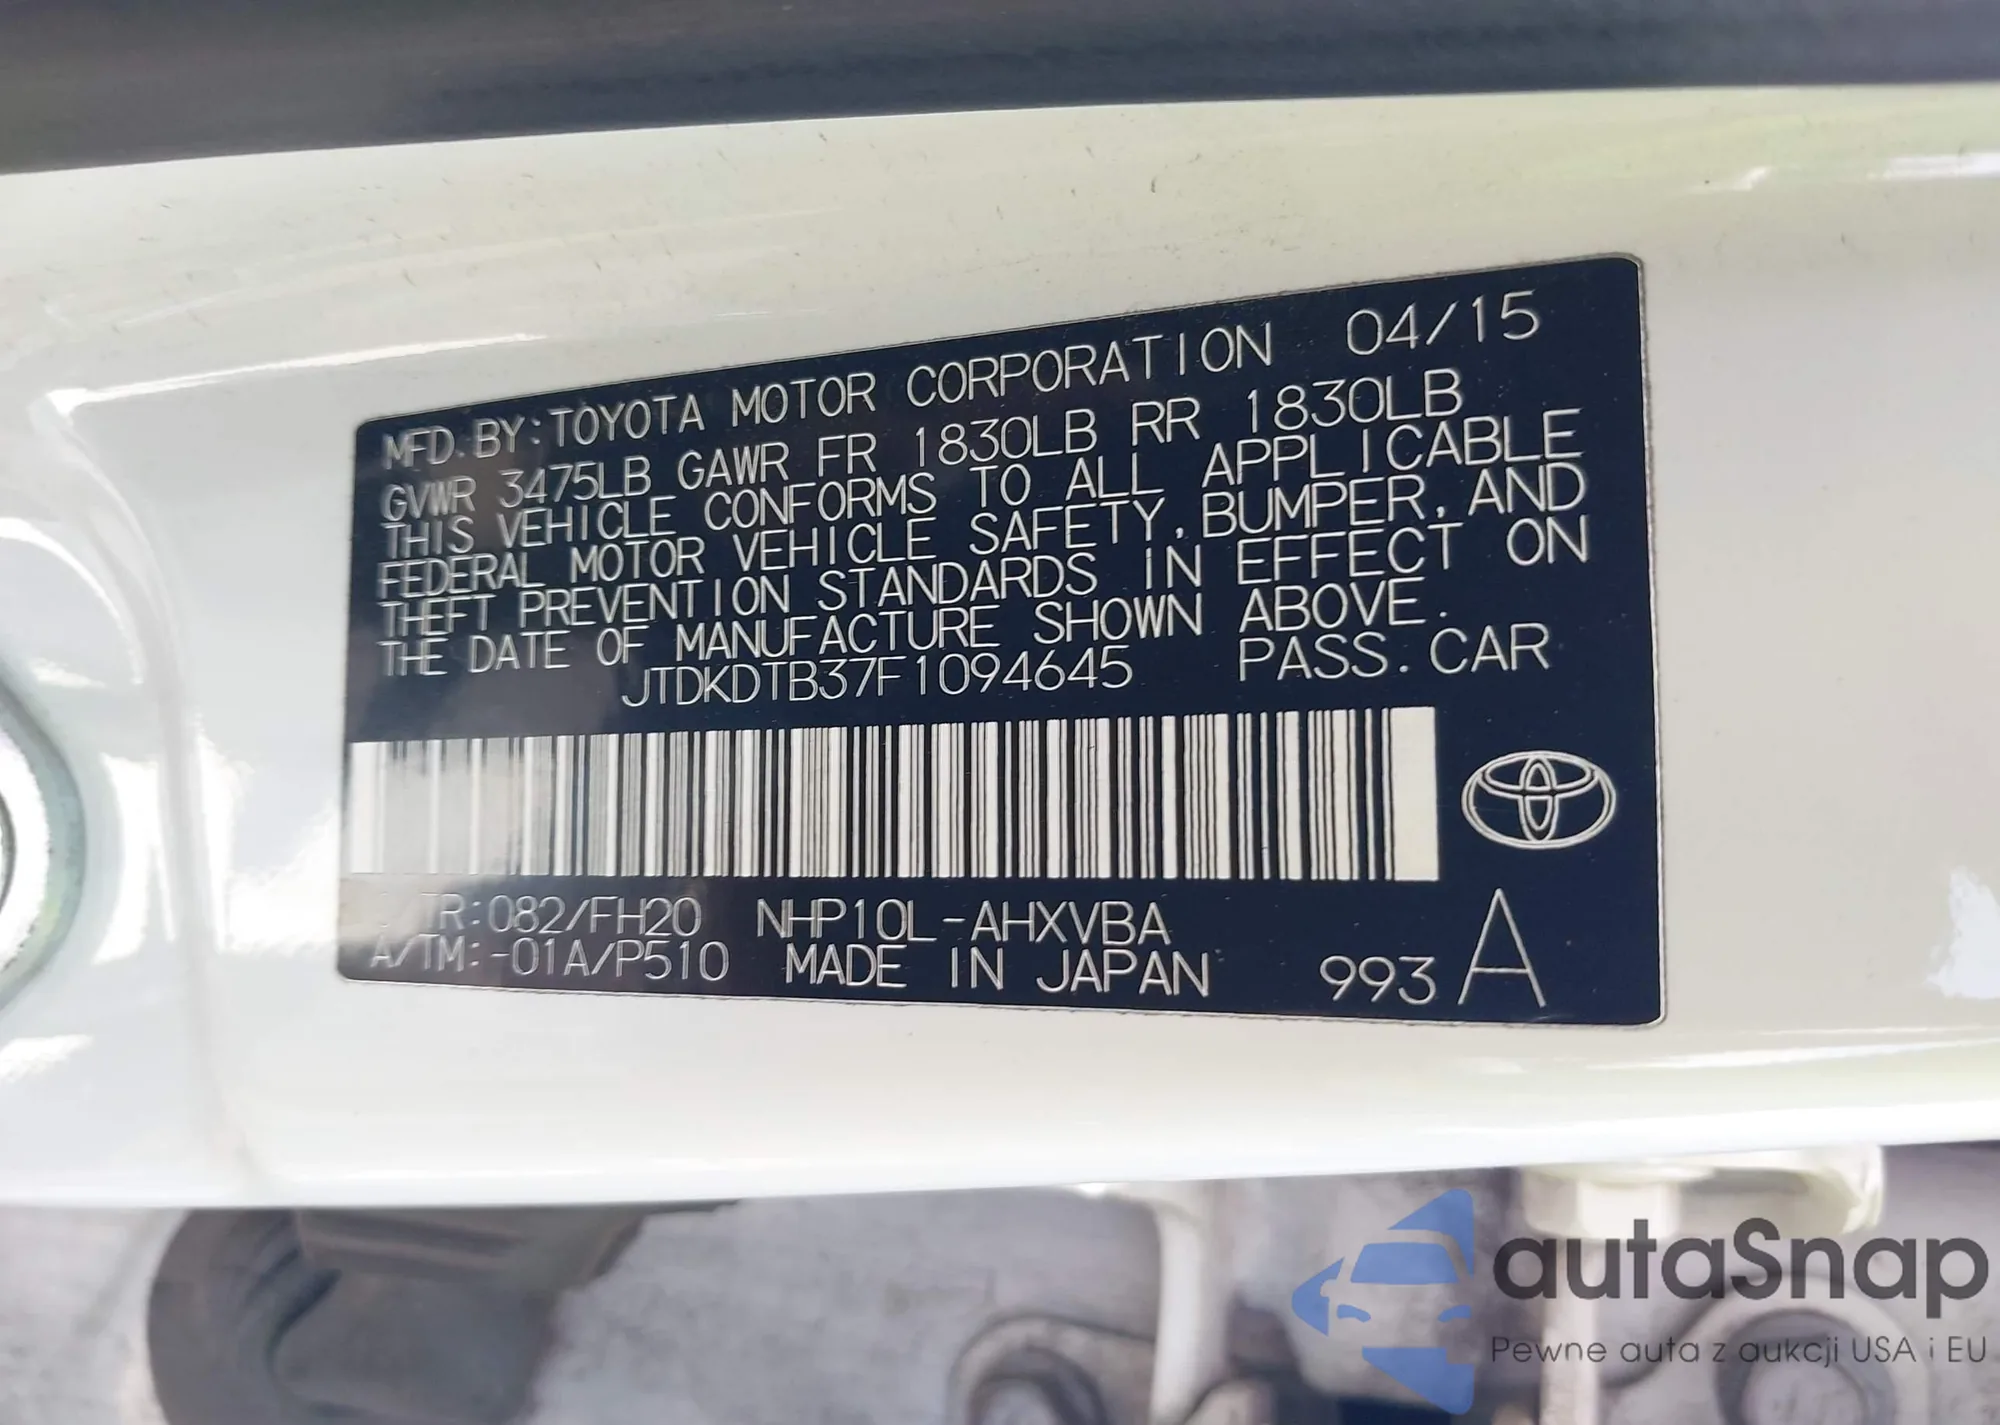 MFD. BY: TOYOTA MOTOR CORPORATION 04/15
GVWR 3475LB GAWR FR 1830LB RR 1830LB
THIS VEHICLE CONFORMS TO ALL APPLICABLE
FEDERAL MOTOR VEHICLE SAFETY, BUMPER, AND
THEFT PREVENTION STANDARDS IN EFFECT ON
THE DATE OF MANUFACTURE SHOWN ABOVE.
JTDKDTB37F1094645 PASS. CAR
TR: 082/FH20 NHP10L-AHXVBA
A/TM: -01A/P510 MADE IN JAPAN 993 A
autaSnap
Pewne auta z aukcji USA i EU